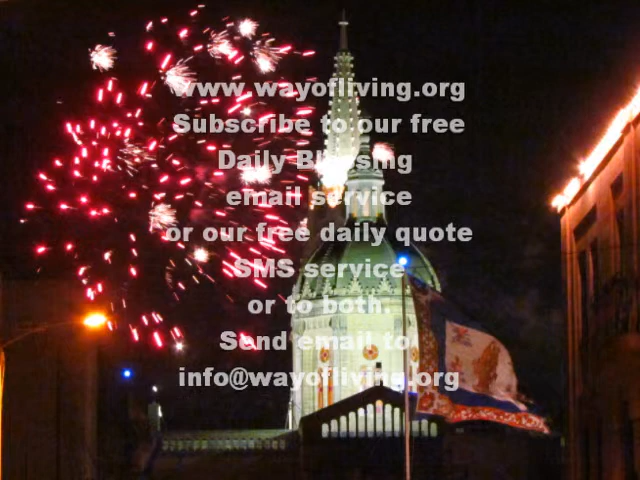 www.wayofliving.org
Subscribe to our free
Daily Blessing
email service
or our free daily quote
SMS service
or to both.
Send email to
info@wayofliving.org